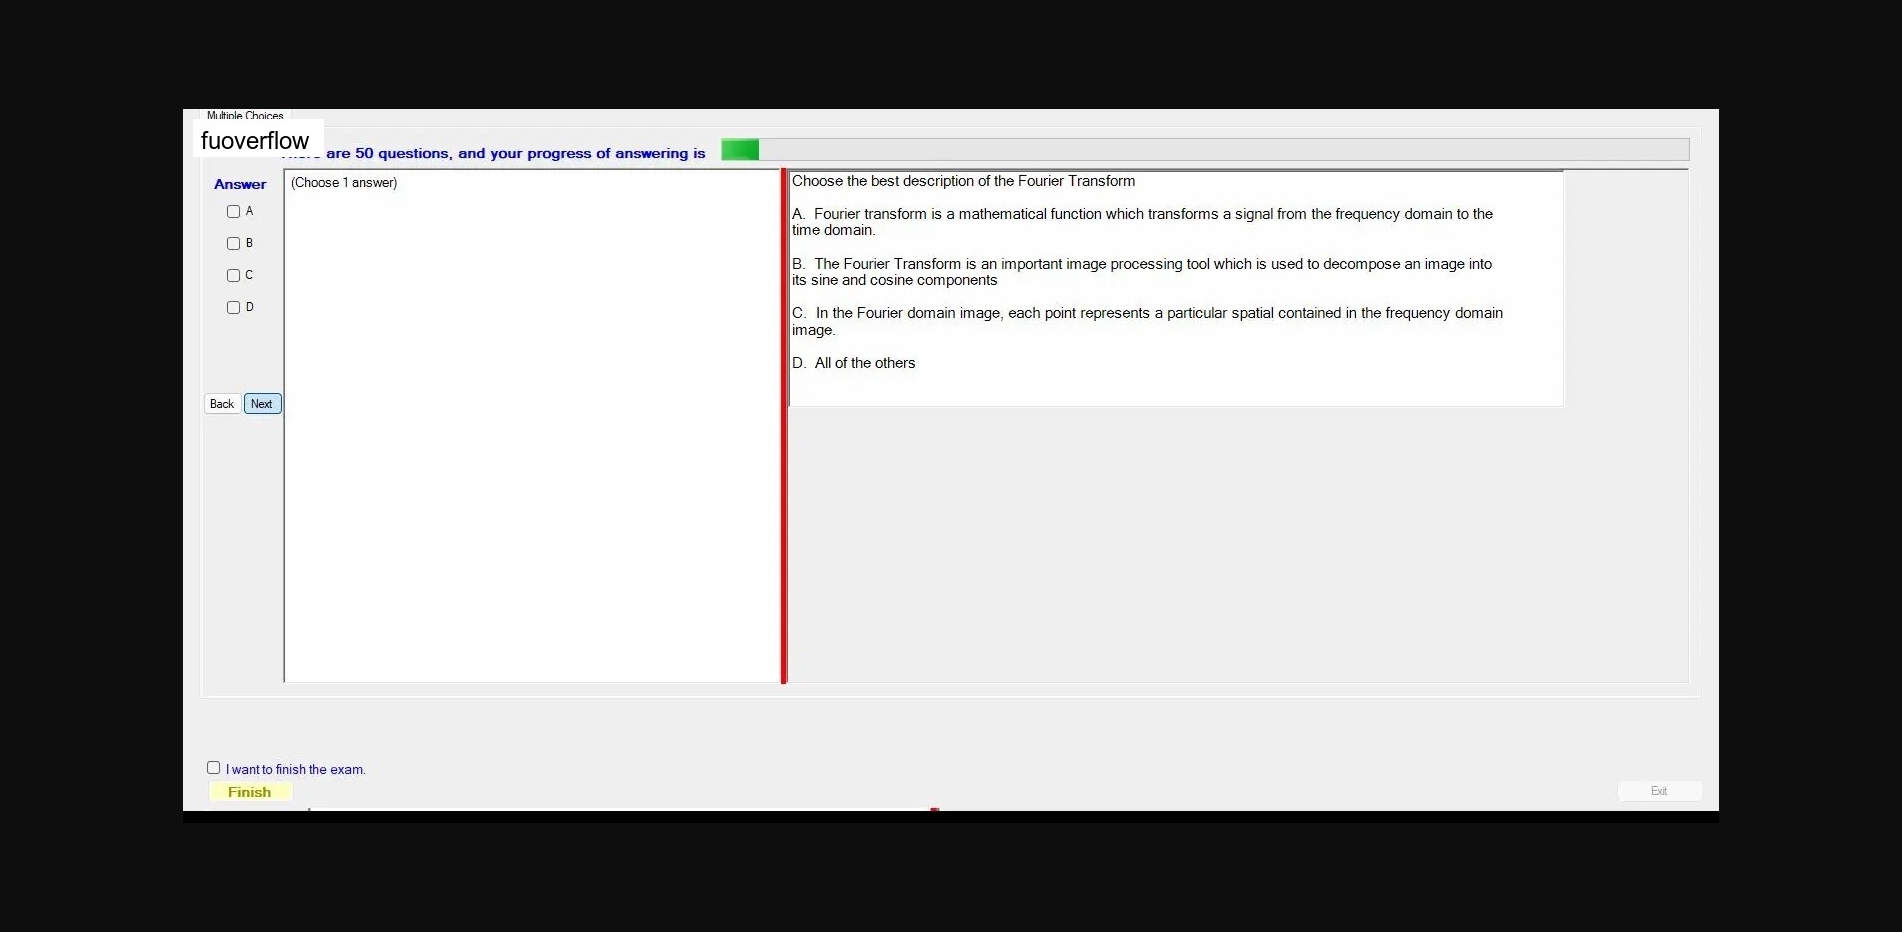 Multiple Choices
fuoverflow
are 50 questions, and your progress of answering is
Answer
(Choose 1 answer)
A
B
C
D
Back
Next
Choose the best description of the Fourier Transform
A. Fourier transform is a mathematical function which transforms a signal from the frequency domain to the
time domain.
B. The Fourier Transform is an important image processing tool which is used to decompose an image into
its sine and cosine components
C. In the Fourier domain image, each point represents a particular spatial contained in the frequency domain
image.
D. All of the others
I want to finish the exam.
Finish
Exit